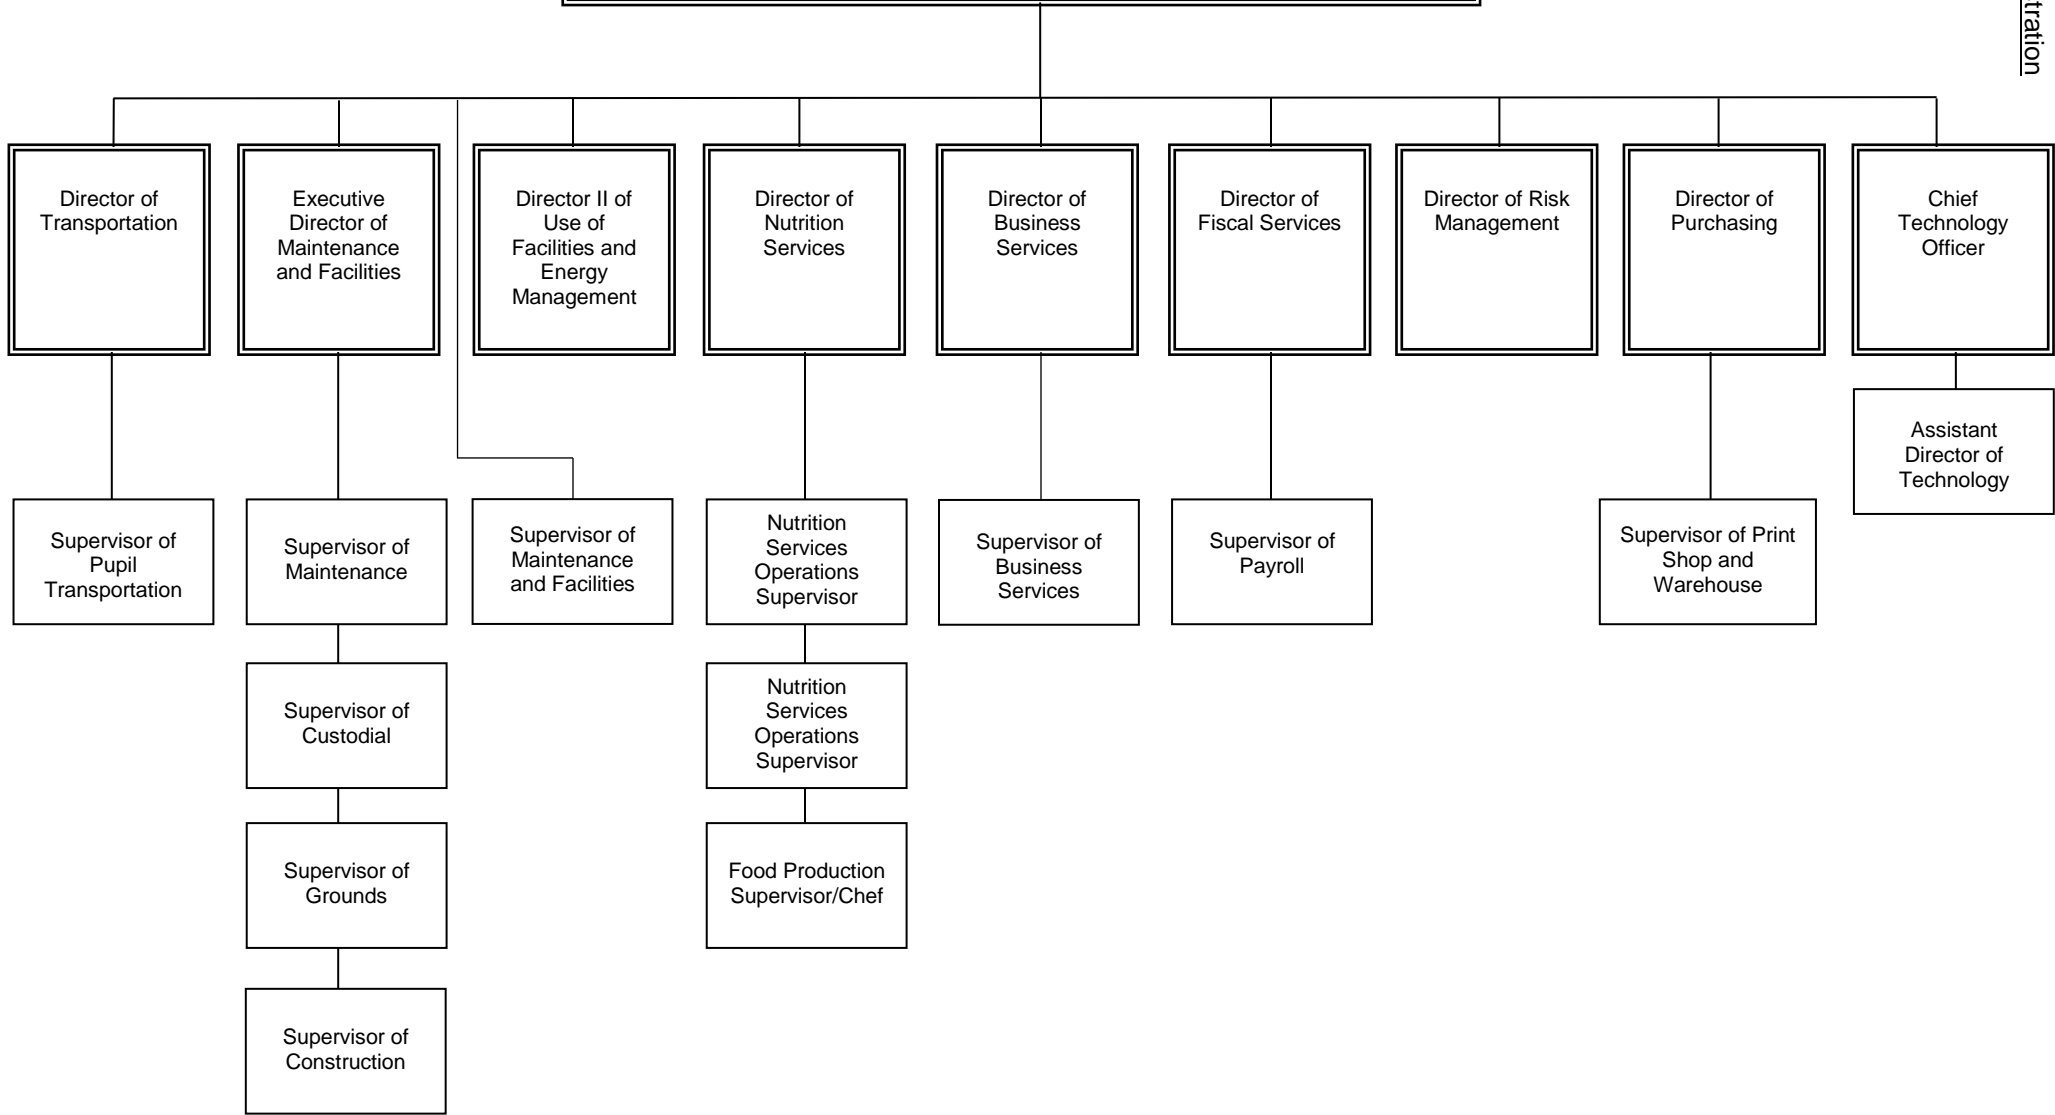 tration
Director of
Transportation
Executive
Director of
Maintenance
and Facilities
Director II of
Use of
Facilities and
Energy
Management
Director of
Nutrition
Services
Director of
Business
Services
Director of
Fiscal Services
Director of Risk
Management
Director of
Purchasing
Chief
Technology
Officer
Assistant
Director of
Technology
Supervisor of
Pupil
Transportation
Supervisor of
Maintenance
Supervisor of
Maintenance
and Facilities
Nutrition
Services
Operations
Supervisor
Supervisor of
Business
Services
Supervisor of
Payroll
Supervisor of Print
Shop and
Warehouse
Supervisor of
Custodial
Nutrition
Services
Operations
Supervisor
Supervisor of
Grounds
Food Production
Supervisor/Chef
Supervisor of
Construction